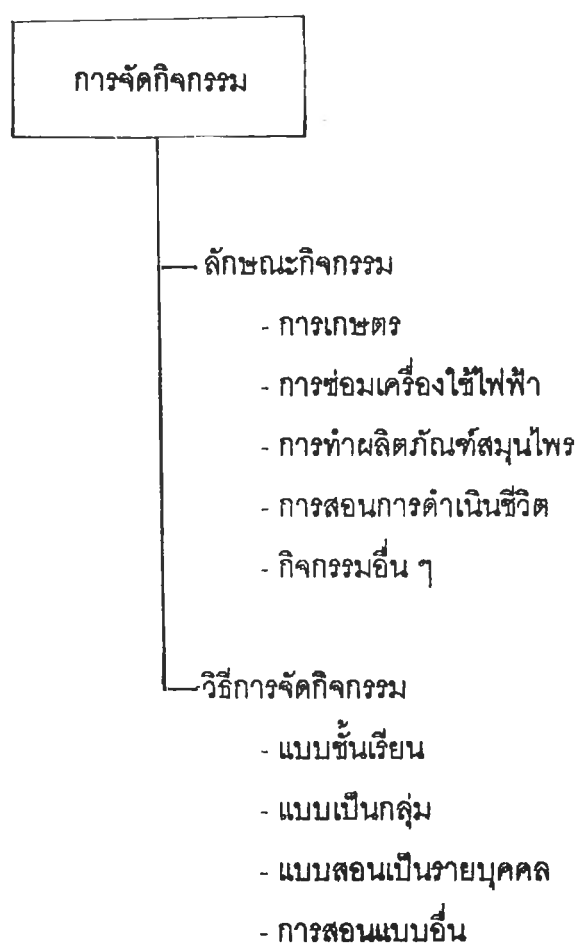 การจัดกิจกรรม
ลักษณะกิจกรรม
- การเกษตร
- การซ่อมเครื่องใช้ไฟฟ้า
- การทำผลิตภัณฑ์สมุนไพร
- การสอนการดำเนินชีวิต
- กิจกรรมอื่น ๆ
วิธีการจัดกิจกรรม
- แบบชั้นเรียน
- แบบเป็นกลุ่ม
- แบบสอนเป็นรายบุคคล
- การสอนแบบอื่น